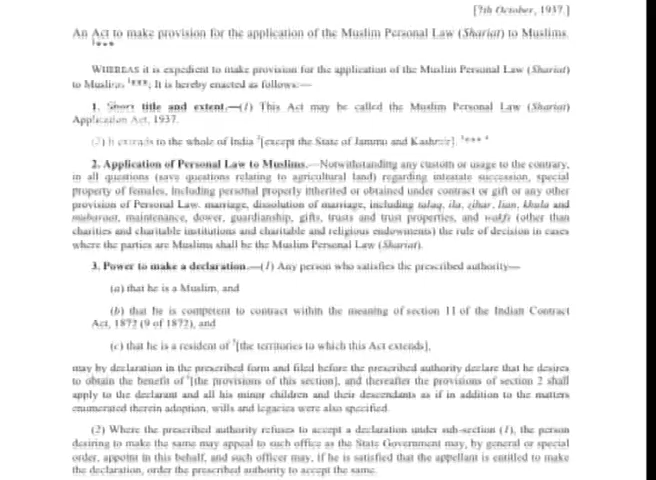 [7th October, 1937.]
An Act to make provision for the application of the Muslim Personal Law (Shariat) to Muslims.
1***
WHEREAS it is expedient to make provision for the application of the Muslim Personal Law (Shariat)
to Muslims 1***; It is hereby enacted as follows:—
1. Short title and extent.—(1) This Act may be called the Muslim Personal Law (Shariat)
Application Act, 1937.
(2) It extends to the whole of India 2[except the State of Jammu and Kashmir]. 3*** 4
2. Application of Personal Law to Muslims.—Notwithstanding any custom or usage to the contrary,
in all questions (save questions relating to agricultural land) regarding intestate succession, special
property of females, including personal property inherited or obtained under contract or gift or any other
provision of Personal Law. marriage, dissolution of marriage, including talaq, ila, zihar, lian, khula and
mubaraat, maintenance, dower, guardianship, gifts, trusts and trust properties, and wakfs (other than
charities and charitable institutions and charitable and religious endowments) the rule of decision in cases
where the parties are Muslims shall be the Muslim Personal Law (Shariat).
3. Power to make a declaration.—(1) Any person who satisfies the prescribed authority—
(a) that he is a Muslim, and
(b) that he is competent to contract within the meaning of section 11 of the Indian Contract
Act, 1872 (9 of 1872), and
(c) that he is a resident of 5[the territories to which this Act extends],
may by declaration in the prescribed form and filed before the prescribed authority declare that he desires
to obtain the benefit of [the provisions of this section], and thereafter the provisions of section 2 shall
apply to the declarant and all his minor children and their descendants as if in addition to the matters
enumerated therein adoption, wills and legacies were also specified.
(2) Where the prescribed authority refuses to accept a declaration under sub-section (1), the person
desiring to make the same may appeal to such office as the State Government may, by general or special
order, appoint in this behalf, and such officer may, if he is satisfied that the appellant is entitled to make
the declaration, order the prescribed authority to accept the same.